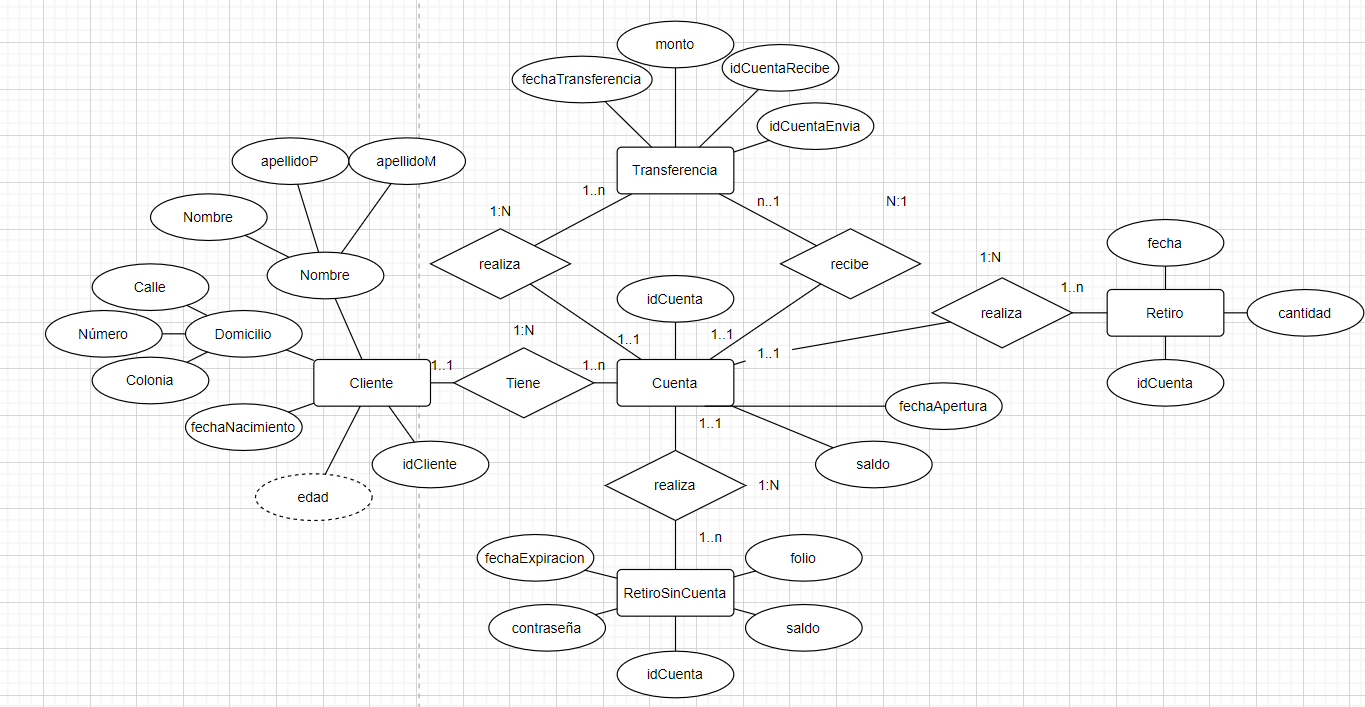 monto
idCuentaRecibe
fechaTransferencia
idCuentaEnvia
apellidoP
apellidoM
Transferencia
1..n
n..1
N:1
1:N
Nombre
fecha
realiza
recibe
1:N
Nombre
Calle
idCuenta
1..n
realiza
Retiro
cantidad
Número
Domicilio
1:N
1..1
1..1
1..1
Colonia
1..1
Cliente
Tiene
1..n
Cuenta
idCuenta
fechaApertura
fechaNacimiento
1..1
idCliente
saldo
edad
realiza
1:N
1..n
fechaExpiracion
folio
RetiroSinCuenta
contraseña
saldo
idCuenta